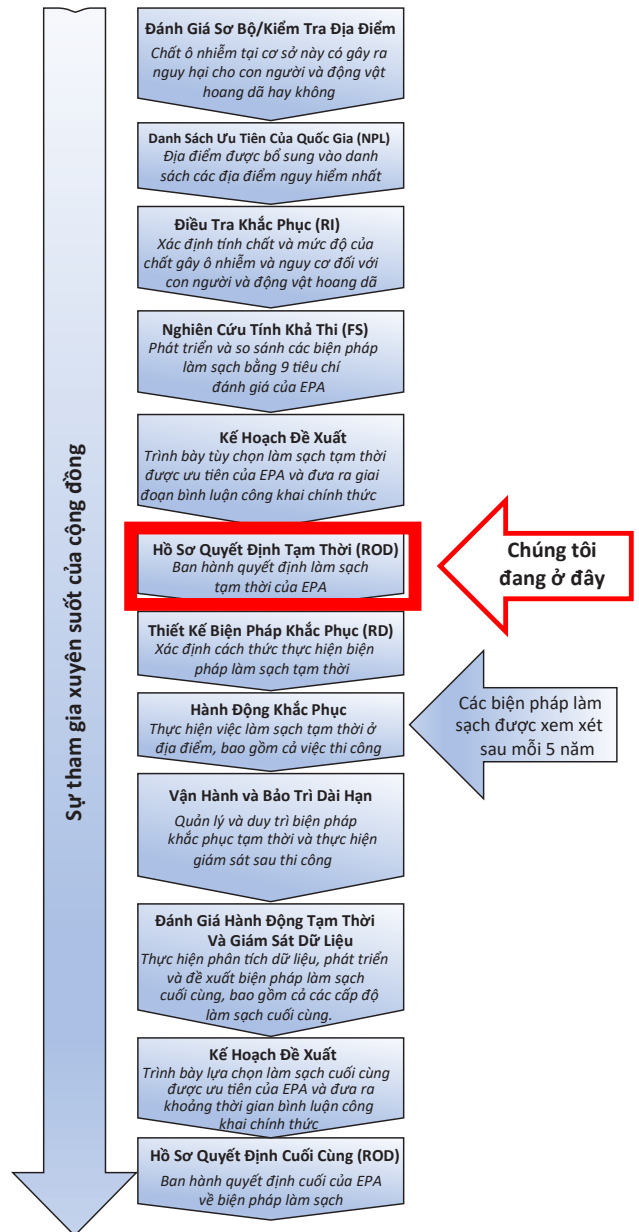 Đánh Giá Sơ Bộ/Kiểm Tra Địa Điểm
Chất ô nhiễm tại cơ sở này có gây ra
nguy hại cho con người và động vật
hoang dã hay không
Danh Sách Ưu Tiên Của Quốc Gia (NPL)
Địa điểm được bổ sung vào danh
sách các địa điểm nguy hiểm nhất
Điều Tra Khắc Phục (RI)
Xác định tính chất và mức độ của
chất gây ô nhiễm và nguy cơ đối với
con người và động vật hoang dã
Nghiên Cứu Tính Khả Thi (FS)
Phát triển và so sánh các biện pháp
làm sạch bằng 9 tiêu chí
đánh giá của EPA
Kế Hoạch Đề Xuất
Trình bày tùy chọn làm sạch tạm thời
được ưu tiên của EPA và đưa ra giai
đoạn bình luận công khai chính thức
Hồ Sơ Quyết Định Tạm Thời (ROD)
Ban hành quyết định làm sạch
tạm thời của EPA
Chúng tôi
đang ở đây
Thiết Kế Biện Pháp Khắc Phục (RD)
Xác định cách thức thực hiện biện
pháp làm sạch tạm thời
Hành Động Khắc Phục
Thực hiện việc làm sạch tạm thời ở
địa điểm, bao gồm cả việc thi công
Các biện pháp làm
sạch được xem xét
sau mỗi 5 năm
Vận Hành và Bảo Trì Dài Hạn
Quản lý và duy trì biện pháp
khắc phục tạm thời và thực hiện
giám sát sau thi công
Đánh Giá Hành Động Tạm Thời
Và Giám Sát Dữ Liệu
Thực hiện phân tích dữ liệu, phát triển
và đề xuất biện pháp làm sạch
cuối cùng, bao gồm cả các cấp độ
làm sạch cuối cùng.
Kế Hoạch Đề Xuất
Trình bày lựa chọn làm sạch cuối cùng
được ưu tiên của EPA và đưa ra
khoảng thời gian bình luận công
khai chính thức
Hồ Sơ Quyết Định Cuối Cùng (ROD)
Ban hành quyết định cuối của EPA
về biện pháp làm sạch
Sự tham gia xuyên suốt của cộng đồng